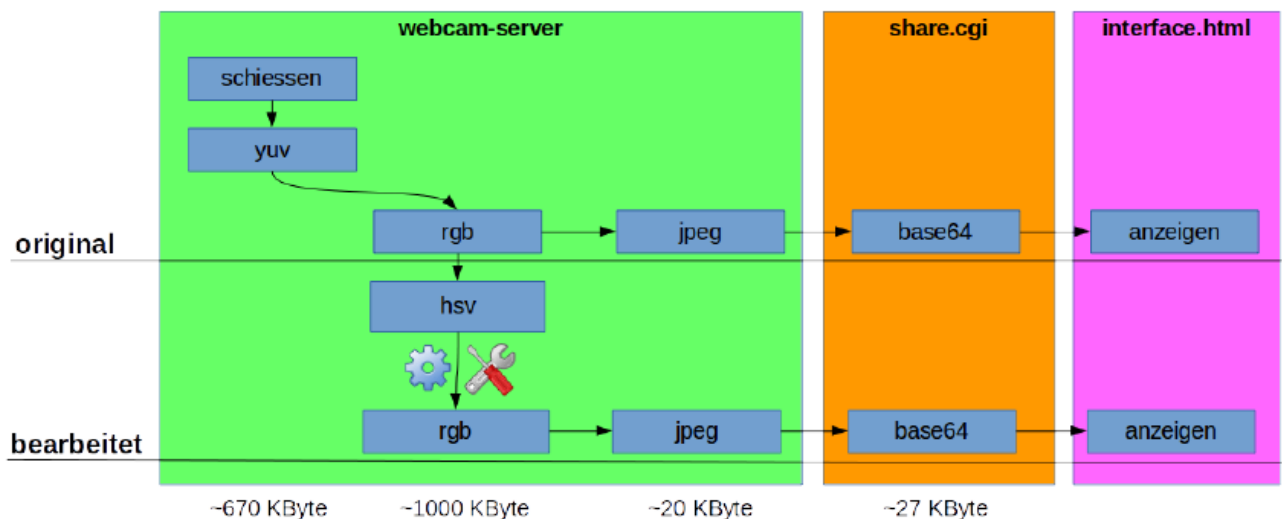 webcam-server
share.cgi
interface.html
schiessen
yuv
original
rgb
jpeg
base64
anzeigen
hsv
bearbeitet
rgb
jpeg
base64
anzeigen
~670 KByte
~1000 KByte
~20 KByte
~27 KByte